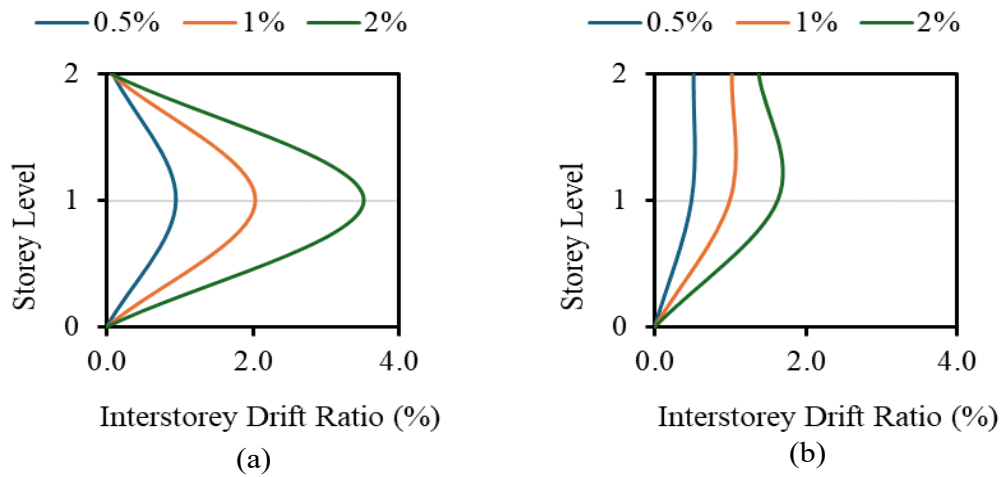 0.5% 1% 2%
2
1
0
Storey Level
0.0 2.0 4.0
Interstorey Drift Ratio (%)
(a)
0.5% 1% 2%
2
1
0
Storey Level
0.0 2.0 4.0
Interstorey Drift Ratio (%)
(b)